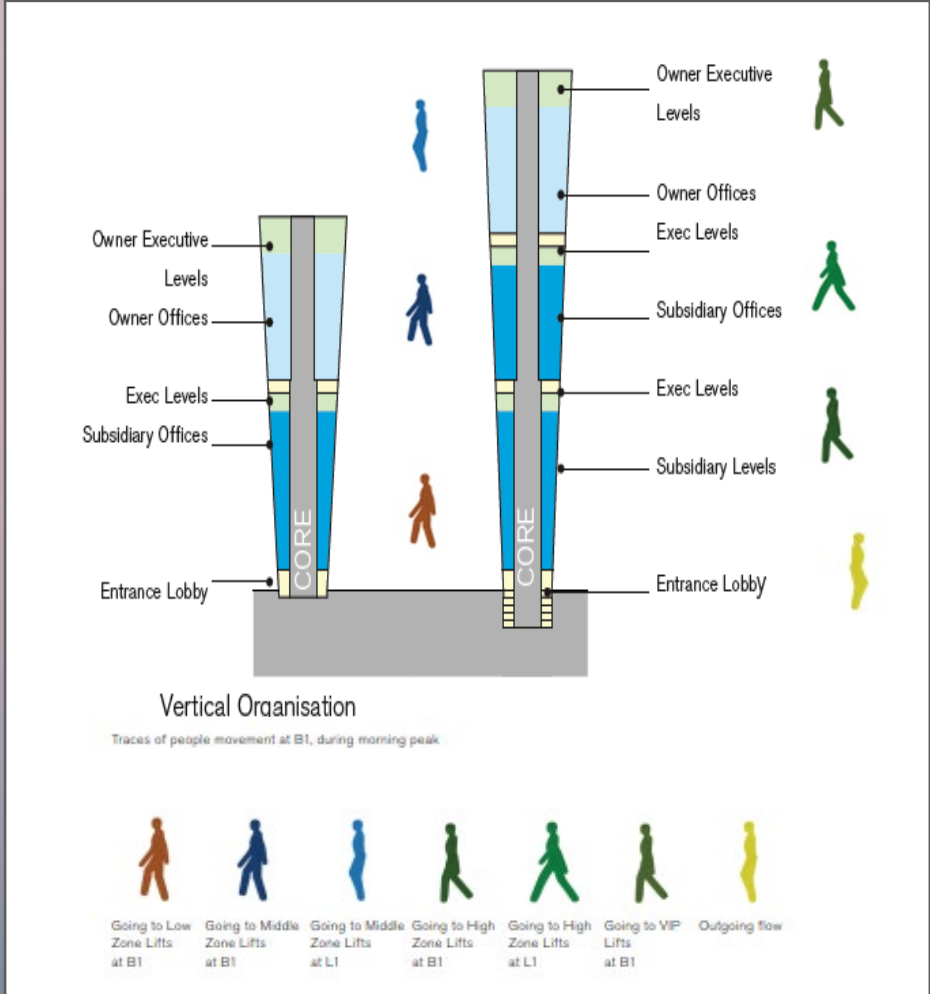 Owner Executive
Levels
Owner Offices
Exec Levels
Subsidiary Offices
Entrance Lobby
CORE
CORE
Owner Executive
Levels
Owner Offices
Exec Levels
Subsidiary Offices
Exec Levels
Subsidiary Levels
Entrance Lobby
Vertical Organisation
Traces of people movement at B1, during morning peak
Going to Low
Zone Lifts
at B1
Going to Middle
Zone Lifts
at B1
Going to Middle
Zone Lifts
at L1
Going to High
Zone Lifts
at B1
Going to High
Zone Lifts
at L1
Going to VIP
Lifts
at B1
Outgoing flow